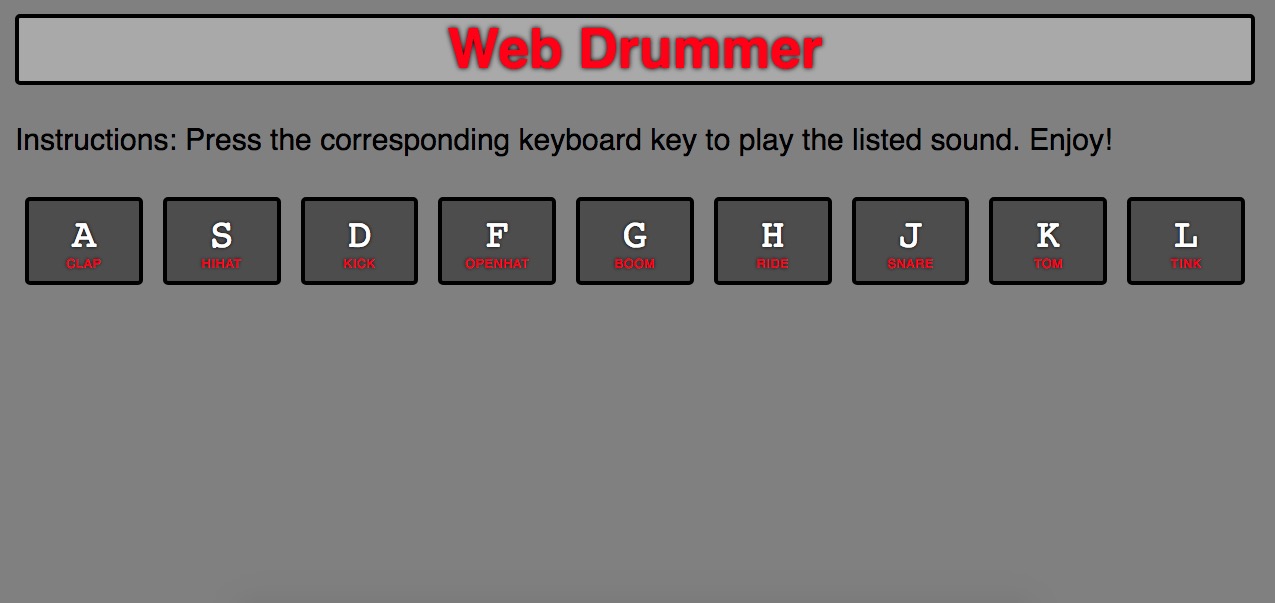 Web Drummer
Instructions: Press the corresponding keyboard key to play the listed sound. Enjoy!
A S D F G H J K L
CLAP HIHAT KICK OPENHAT BOOM RIDE SNARE TOM TINK